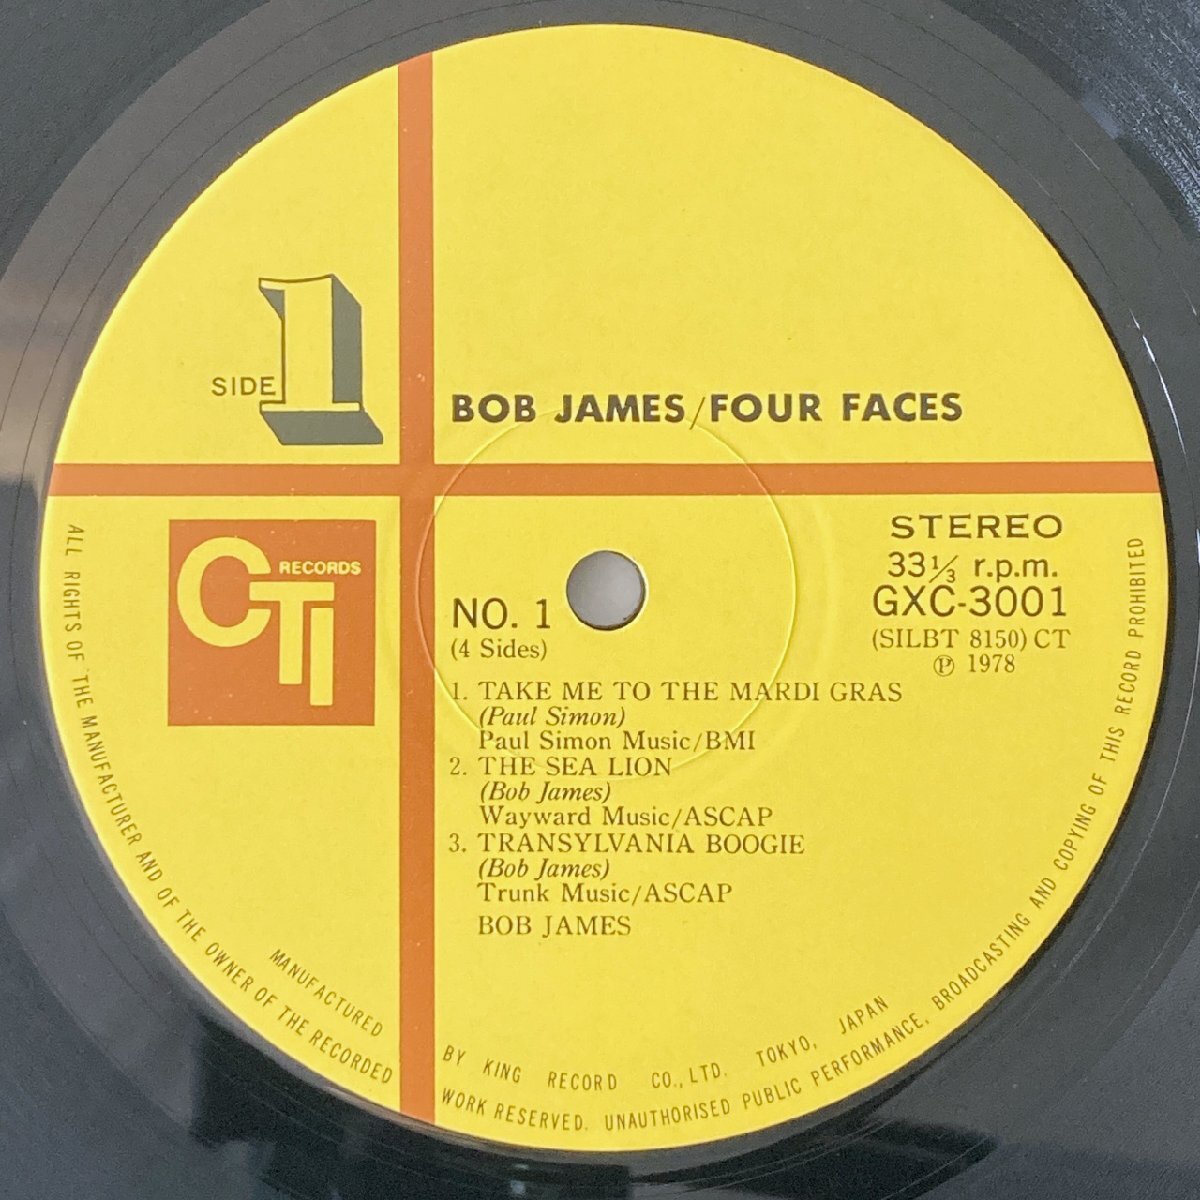 SIDE 1
BOB JAMES/FOUR FACES
CTI RECORDS
STEREO
33⅓ r.p.m.
GXC-3001
(SILBT 8150) CT
℗ 1978
NO. 1
(4 Sides)
1. TAKE ME TO THE MARDI GRAS
(Paul Simon)
Paul Simon Music/BMI
2. THE SEA LION
(Bob James)
Wayward Music/ASCAP
3. TRANSYLVANIA BOOGIE
(Bob James)
Trunk Music/ASCAP
BOB JAMES
MANUFACTURED BY KING RECORD CO., LTD. TOKYO, JAPAN
ALL RIGHTS OF THE MANUFACTURER AND OF THE OWNER OF THE RECORDED WORK RESERVED. UNAUTHORISED PUBLIC PERFORMANCE, BROADCASTING AND COPYING OF THIS RECORD PROHIBITED